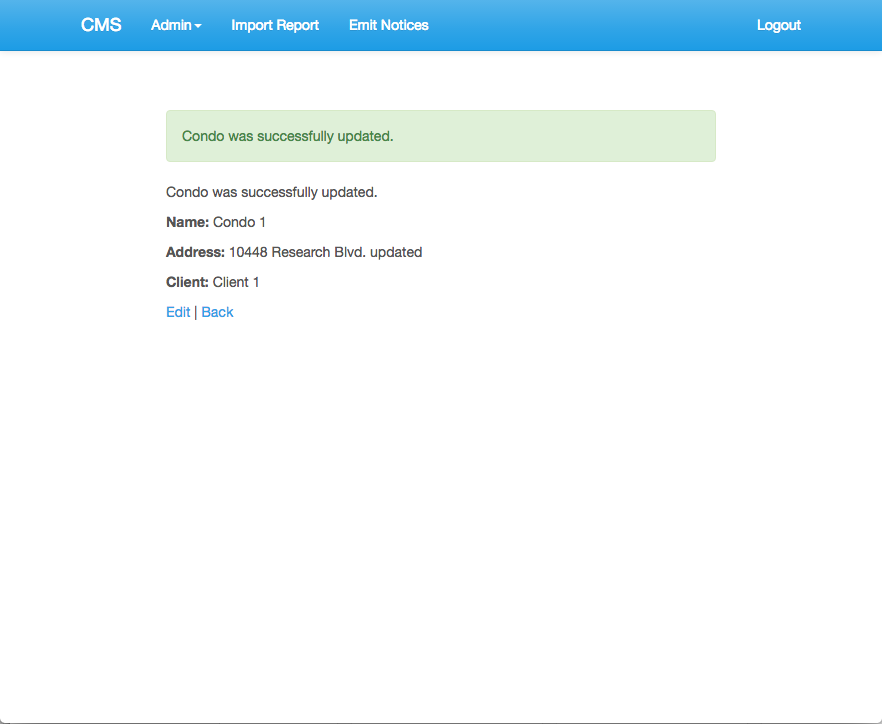 CMS Admin Import Report Emit Notices Logout
Condo was successfully updated.
Condo was successfully updated.
Name: Condo 1
Address: 10448 Research Blvd. updated
Client: Client 1
Edit | Back